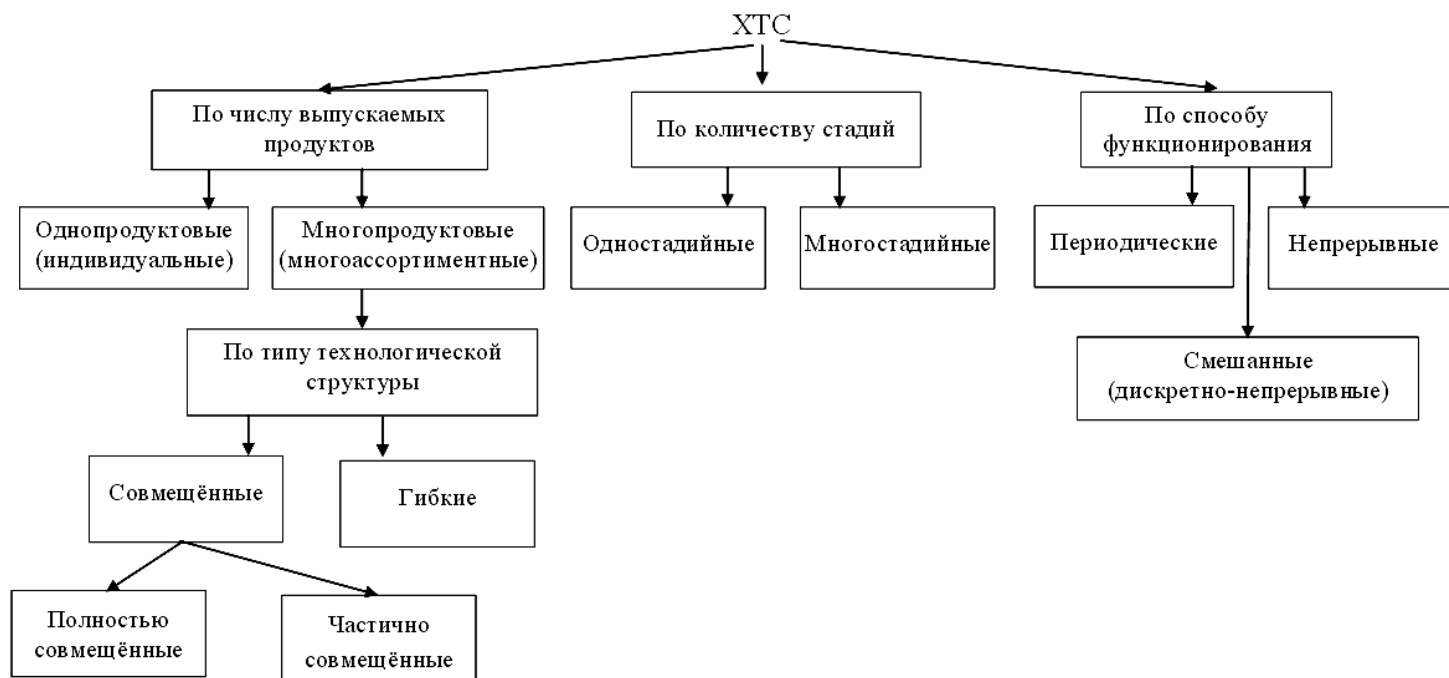 ХТС
По числу выпускаемых
продуктов
По количеству стадий
По способу
функционирования
Однопродуктовые
(индивидуальные)
Многопродуктовые
(многоассортиментные)
Одностадийные
Многостадийные
Периодические
Непрерывные
По типу технологической
структуры
Смешанные
(дискретно-непрерывные)
Совмещённые
Гибкие
Полностью
совмещённые
Частично
совмещённые